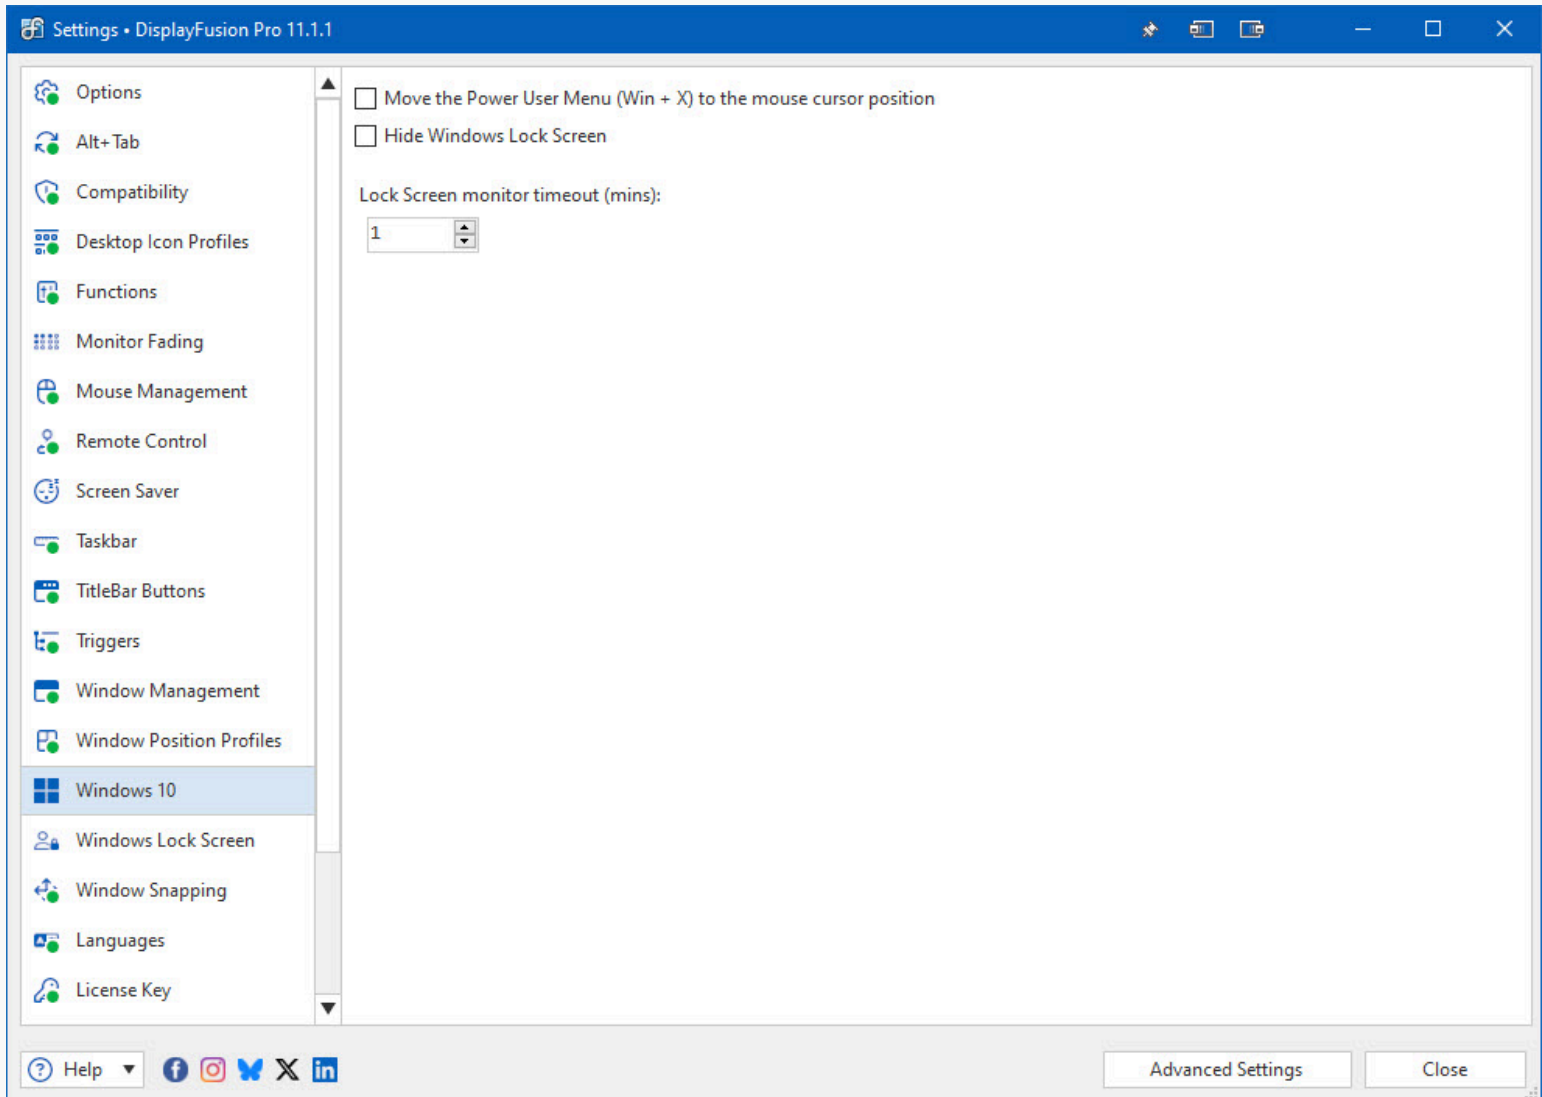 Settings • DisplayFusion Pro 11.1.1
Options
Alt+Tab
Compatibility
Desktop Icon Profiles
Functions
Monitor Fading
Mouse Management
Remote Control
Screen Saver
Taskbar
TitleBar Buttons
Triggers
Window Management
Window Position Profiles
Windows 10
Windows Lock Screen
Window Snapping
Languages
License Key
Move the Power User Menu (Win + X) to the mouse cursor position
Hide Windows Lock Screen
Lock Screen monitor timeout (mins):
1
Help
Advanced Settings
Close